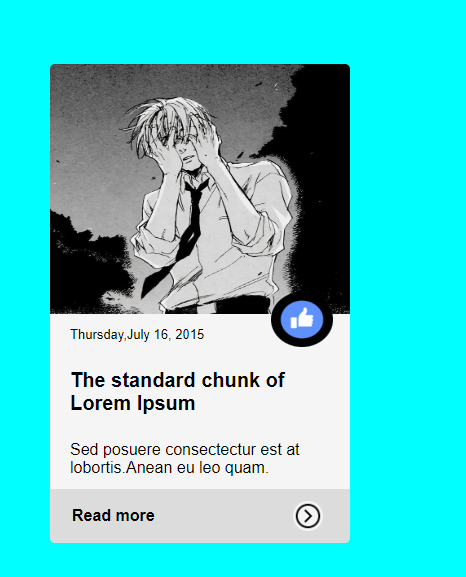 Thursday,July 16, 2015
The standard chunk of
Lorem Ipsum
Sed posuere consectectur est at
lobortis.Anean eu leo quam.
Read more